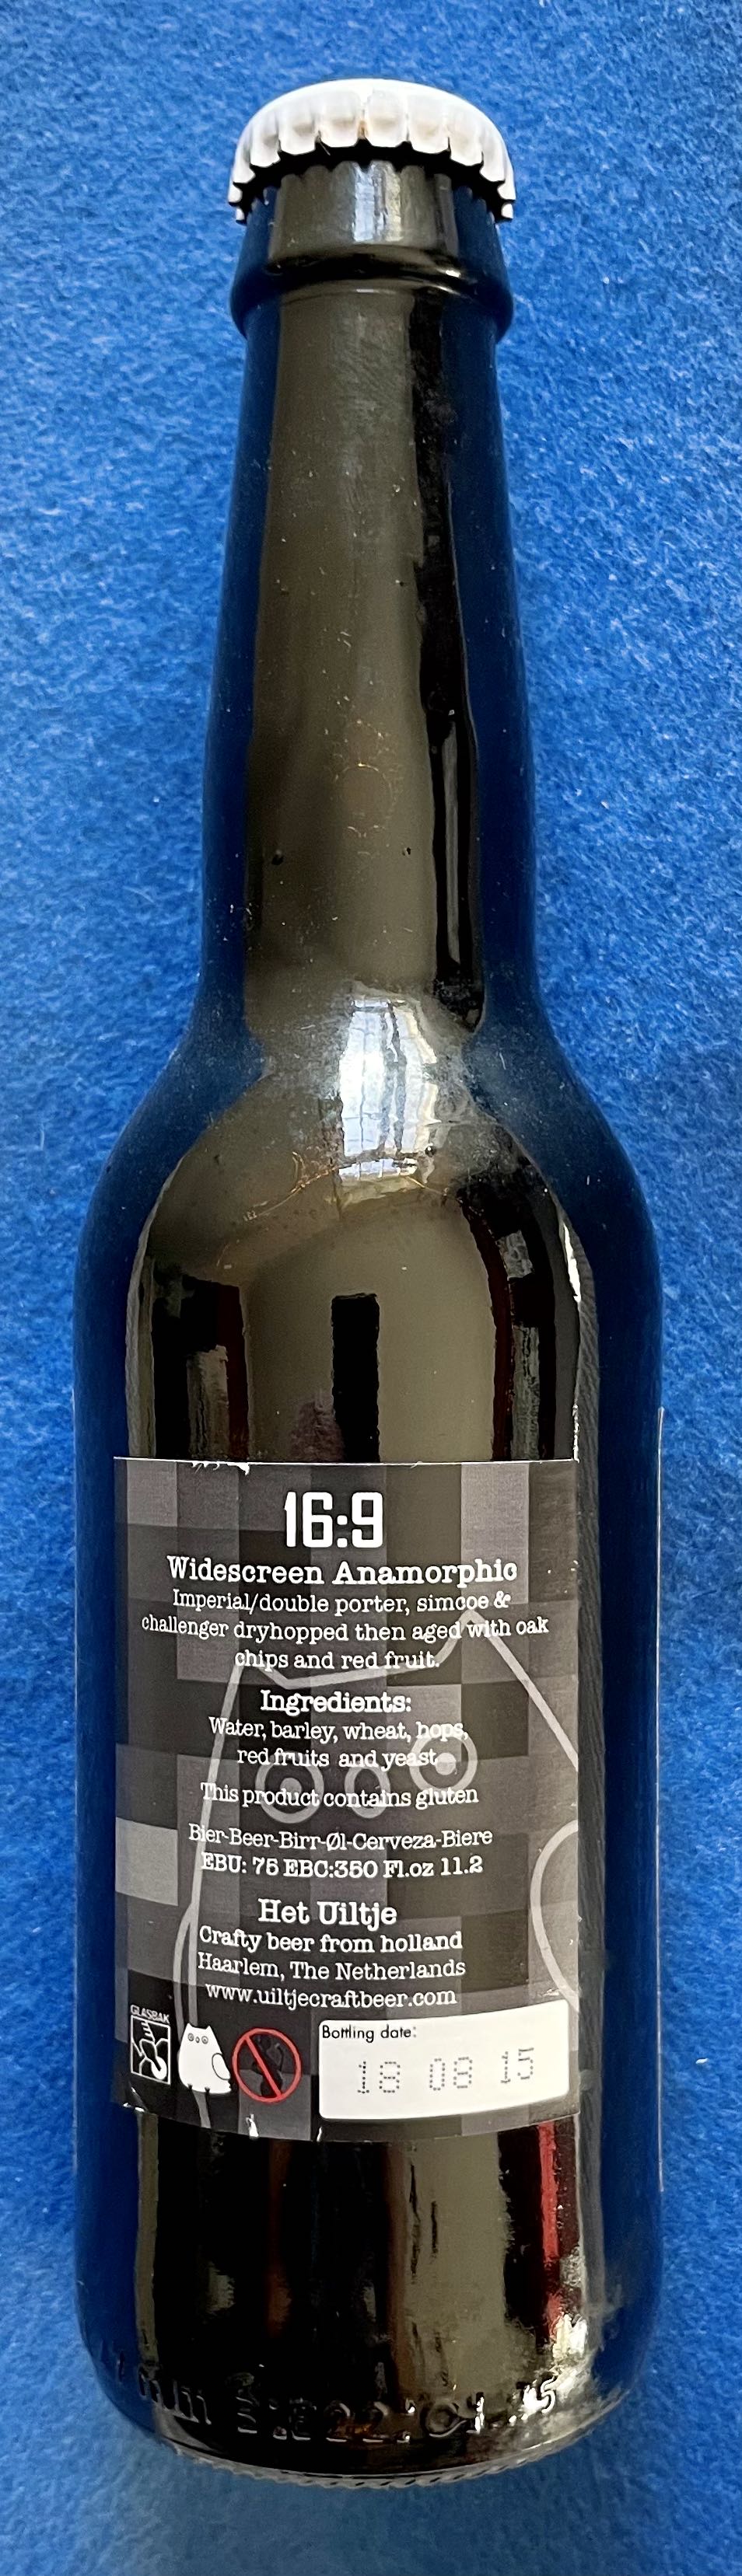 16:9
Widescreen Anamorphic
Imperial/double porter, simcoe &
challenger dryhopped then aged with oak
chips and red fruit.
Ingredients:
Water, barley, wheat, hops,
red fruits and yeast
This product contains gluten
Bier-Beer-Birr-Øl-Cerveza-Biere
EBU: 75 EBC:350 Fl.oz 11.2
Het Uiltje
Crafty beer from holland
Haarlem, The Netherlands
www.uiltjecraftbeer.com
GLASBAK
Bottling date:
18 08 15